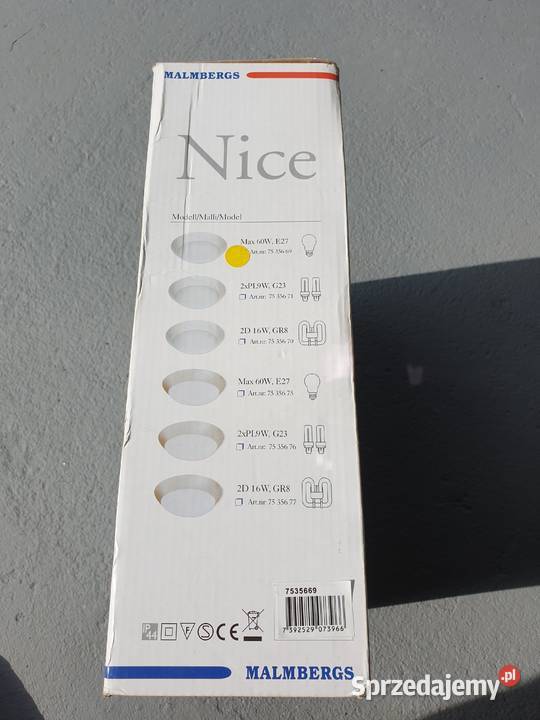 MALMBERGS
Nice
Modell/Malli/Model
Max 60W, E27
Art.nr: 75 356 69
2xPL9W, G23
Art.nr: 75 356 71
2D 16W, GR8
Art.nr: 75 356 70
Max 60W, E27
Art.nr: 75 356 75
2xPL9W, G23
Art.nr: 75 356 76
2D 16W, GR8
Art.nr: 75 356 77
7535669
7 392529 073966
F S CE
MALMBERGS
Sprzedajemy.pl